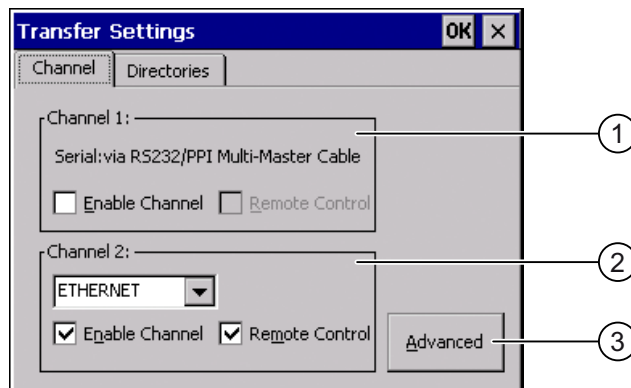 Transfer Settings OK ×
Channel Directories
Channel 1:
1
Serial:via RS232/PPI Multi-Master Cable
Enable Channel Remote Control
Channel 2:
2
ETHERNET
Enable Channel Remote Control
Advanced
3